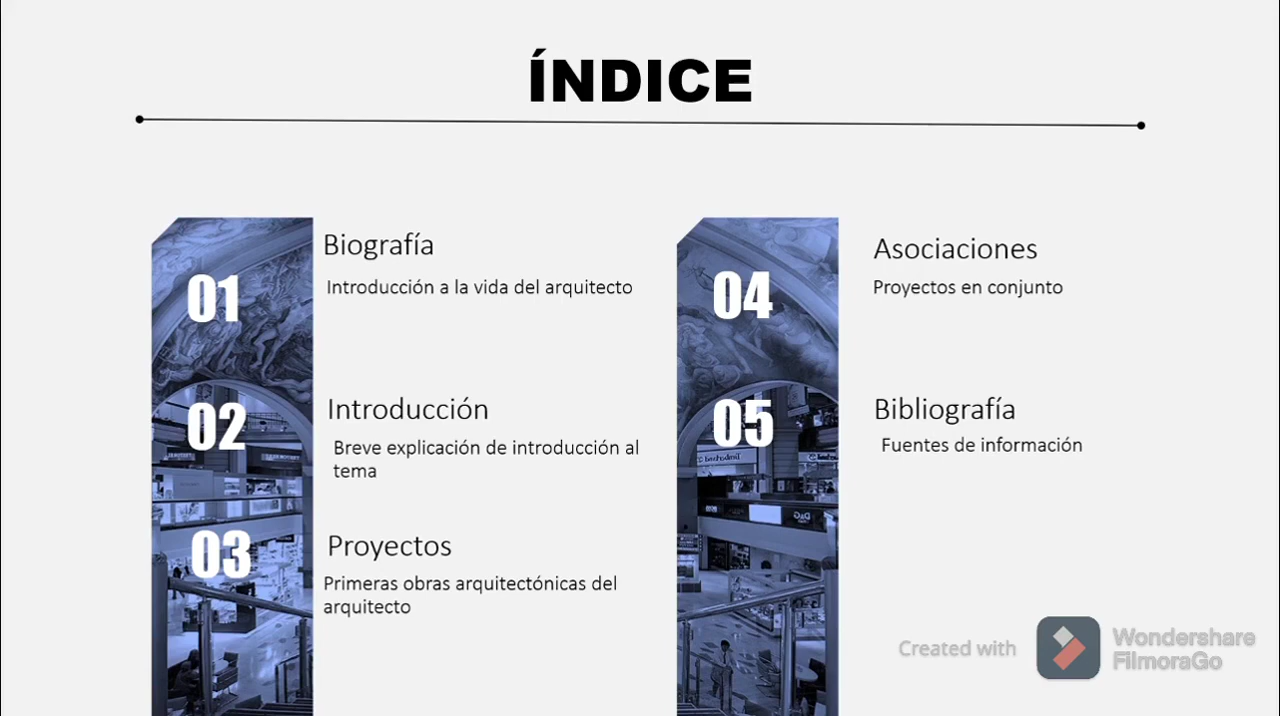 ÍNDICE
01
Biografía
Introducción a la vida del arquitecto
02
Introducción
Breve explicación de introducción al
tema
03
Proyectos
Primeras obras arquitectónicas del
arquitecto
04
Asociaciones
Proyectos en conjunto
05
Bibliografía
Fuentes de información
Created with
Wondershare
FilmoraGo